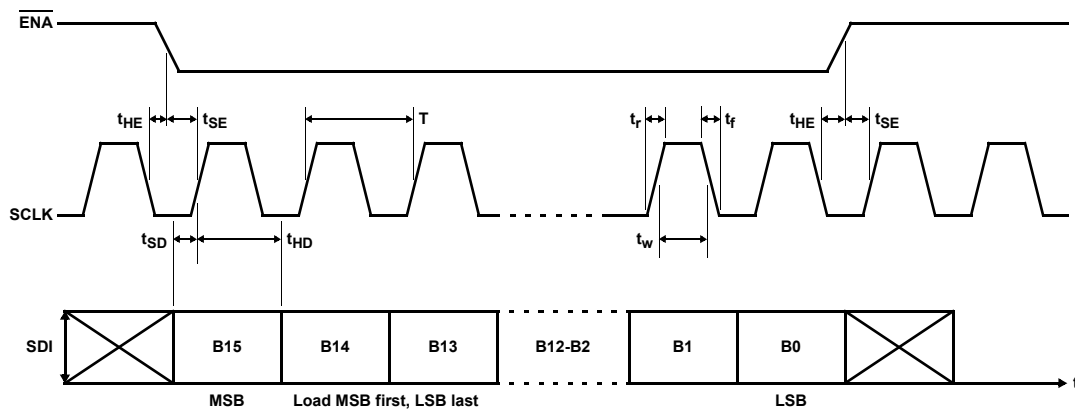 ENA
tHE
tSE
T
tr
tf
tHE
tSE
SCLK
tSD
tHD
tw
SDI
B15
B14
B13
B12-B2
B1
B0
t
MSB
Load MSB first, LSB last
LSB